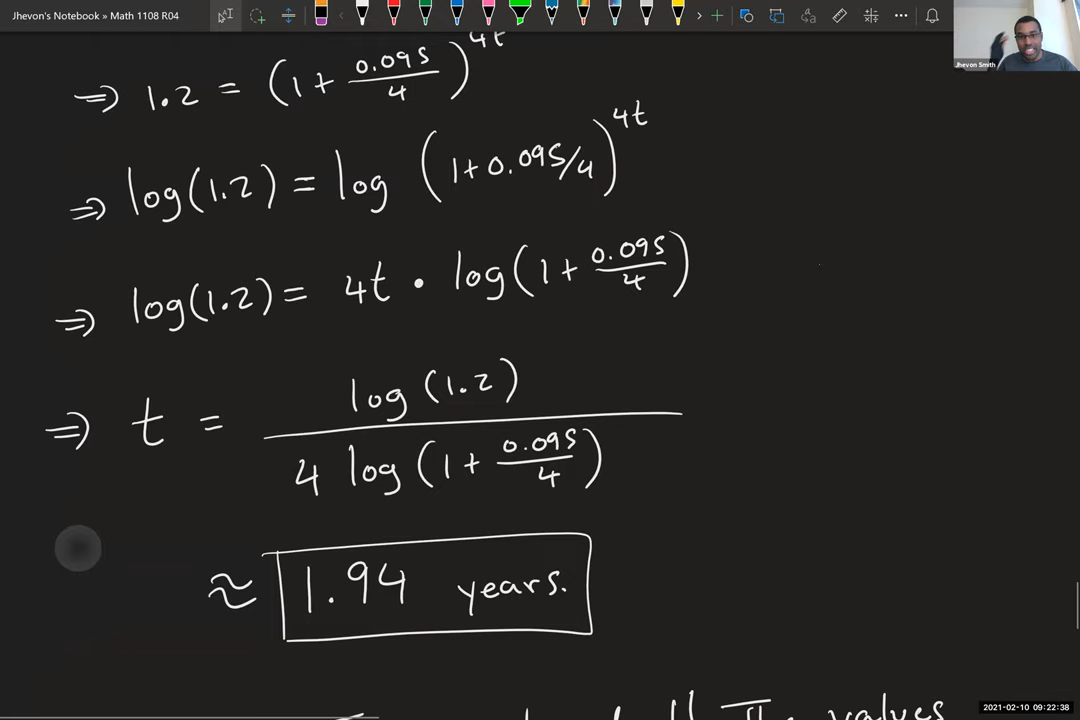 Jhevon's Notebook » Math 1108 R04
Jhevon Smith
⇒ 1.2 = (1 + 0.095/4)^4t
⇒ log(1.2) = log (1+0.095/4)^4t
⇒ log(1.2) = 4t • log(1 + 0.095/4)
⇒ t = log(1.2) / 4 log(1 + 0.095/4)
≈ 1.94 years.
values
2021-02-10 09:22:38